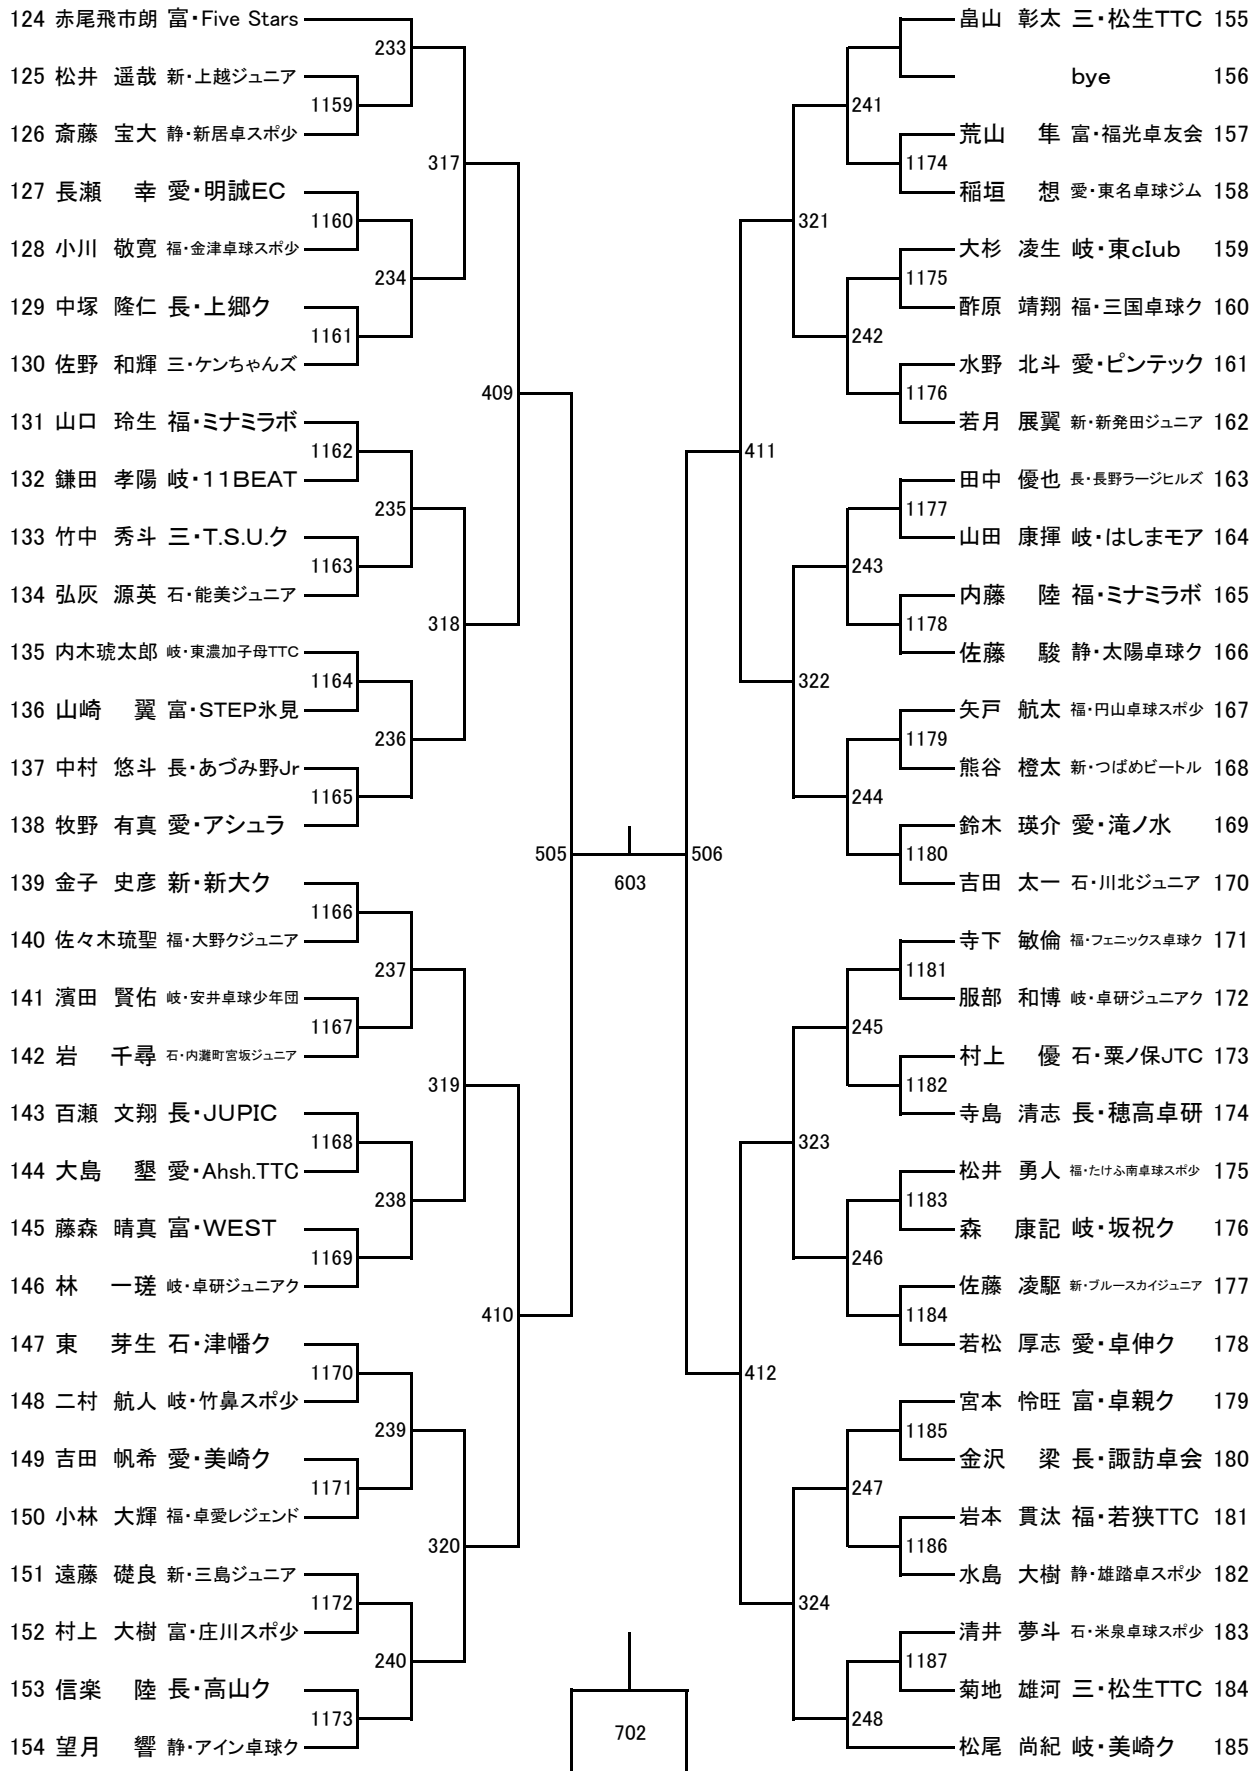 124 赤尾飛市朗 富・Five Stars
125 松井 遥哉 新・上越ジュニア
126 斎藤 宝大 静・新居卓スポ少
127 長瀬 幸 愛・明誠EC
128 小川 敬寛 福・金津卓球スポ少
129 中塚 隆仁 長・上郷ク
130 佐野 和輝 三・ケンちゃんズ
131 山口 玲生 福・ミナミラボ
132 鎌田 孝陽 岐・11BEAT
133 竹中 秀斗 三・T.S.U.ク
134 弘灰 源英 石・能美ジュニア
135 内木琥太郎 岐・東濃加子母TTC
136 山崎 翼 富・STEP氷見
137 中村 悠斗 長・あづみ野Jr
138 牧野 有真 愛・アシュラ
139 金子 史彦 新・新大ク
140 佐々木琉聖 福・大野クジュニア
141 濱田 賢佑 岐・安井卓球少年団
142 岩 千尋 石・内灘町宮坂ジュニア
143 百瀬 文翔 長・JUPIC
144 大島 塁 愛・Ahsh.TTC
145 藤森 晴真 富・WEST
146 林 一瑳 岐・卓研ジュニアク
147 東 芽生 石・津幡ク
148 二村 航人 岐・竹鼻スポ少
149 吉田 帆希 愛・美崎ク
150 小林 大輝 福・卓愛レジェンド
151 遠藤 礎良 新・三島ジュニア
152 村上 大樹 富・庄川スポ少
153 信楽 陸 長・高山ク
154 望月 響 静・アイン卓球ク
1159
1160
1161
1162
1163
1164
1165
1166
1167
1168
1169
1170
1171
1172
1173
233
234
235
236
237
238
239
240
317
318
319
320
409
410
505
603
702
506
411
412
321
322
323
324
241
242
243
244
245
246
247
248
1174
1175
1176
1177
1178
1179
1180
1181
1182
1183
1184
1185
1186
1187
畠山 彰太 三・松生TTC 155
bye 156
荒山 隼 富・福光卓友会 157
稲垣 想 愛・東名卓球ジム 158
大杉 凌生 岐・東club 159
酢原 靖翔 福・三国卓球ク 160
水野 北斗 愛・ピンテック 161
若月 展翼 新・新発田ジュニア 162
田中 優也 長・長野ラージヒルズ 163
山田 康揮 岐・はしまモア 164
内藤 陸 福・ミナミラボ 165
佐藤 駿 静・太陽卓球ク 166
矢戸 航太 福・円山卓球スポ少 167
熊谷 橙太 新・つばめビートル 168
鈴木 瑛介 愛・滝ノ水 169
吉田 太一 石・川北ジュニア 170
寺下 敏倫 福・フェニックス卓球ク 171
服部 和博 岐・卓研ジュニアク 172
村上 優 石・粟ノ保JTC 173
寺島 清志 長・穂高卓研 174
松井 勇人 福・たけふ南卓球スポ少 175
森 康記 岐・坂祝ク 176
佐藤 凌駆 新・ブルースカイジュニア 177
若松 厚志 愛・卓伸ク 178
宮本 怜旺 富・卓親ク 179
金沢 梁 長・諏訪卓会 180
岩本 貫汰 福・若狭TTC 181
水島 大樹 静・雄踏卓スポ少 182
清井 夢斗 石・米泉卓球スポ少 183
菊地 雄河 三・松生TTC 184
松尾 尚紀 岐・美崎ク 185